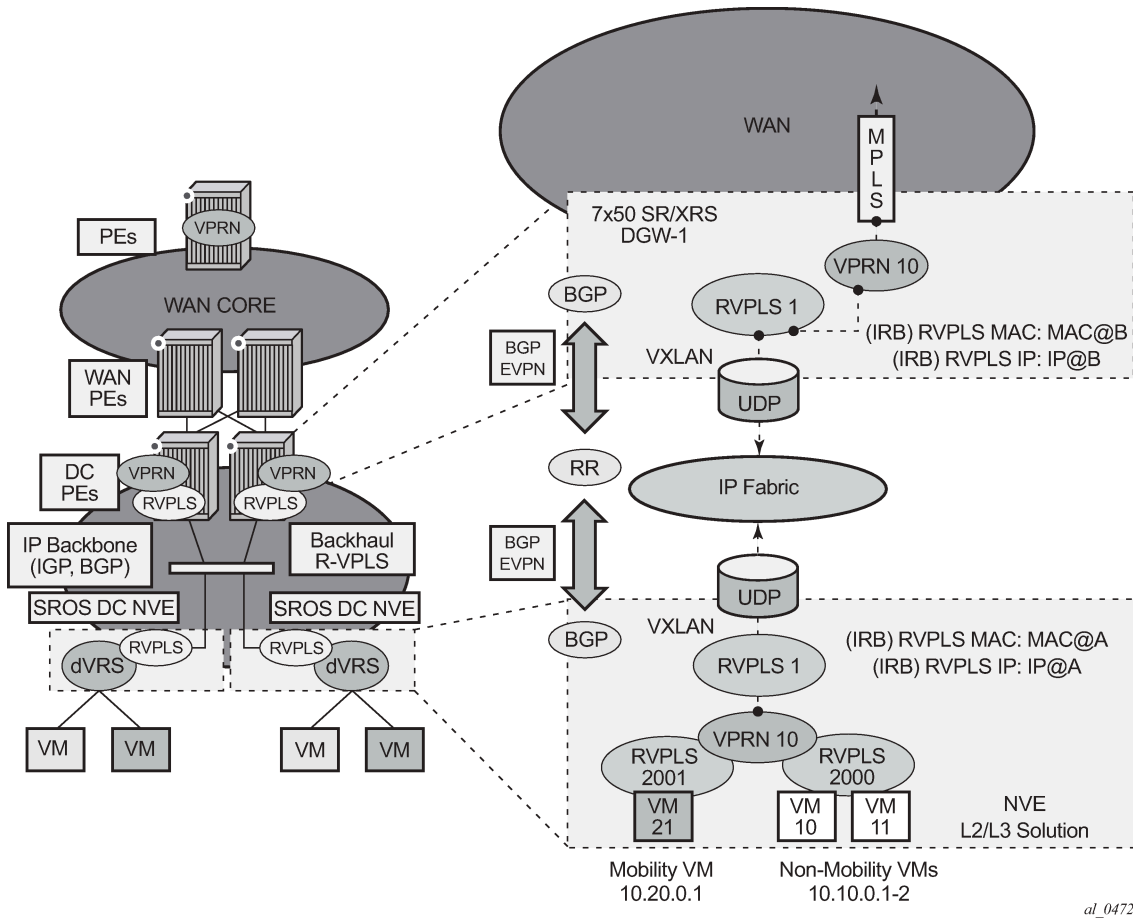 PEs
VPRN
WAN CORE
WAN
PEs
DC
PEs
VPRN
VPRN
RVPLS
RVPLS
IP Backbone
(IGP, BGP)
Backhaul
R-VPLS
SROS DC NVE
SROS DC NVE
RVPLS
RVPLS
dVRS
dVRS
VM
VM
VM
VM
WAN
MPLS
7x50 SR/XRS
DGW-1
VPRN 10
BGP
RVPLS 1
(IRB) RVPLS MAC: MAC@B
(IRB) RVPLS IP: IP@B
BGP
EVPN
VXLAN
UDP
RR
IP Fabric
BGP
EVPN
UDP
BGP
VXLAN
(IRB) RVPLS MAC: MAC@A
(IRB) RVPLS IP: IP@A
RVPLS 1
VPRN 10
RVPLS
2001
RVPLS
2000
VM
21
VM
10
VM
11
NVE
L2/L3 Solution
Mobility VM
10.20.0.1
Non-Mobility VMs
10.10.0.1-2
al_0472